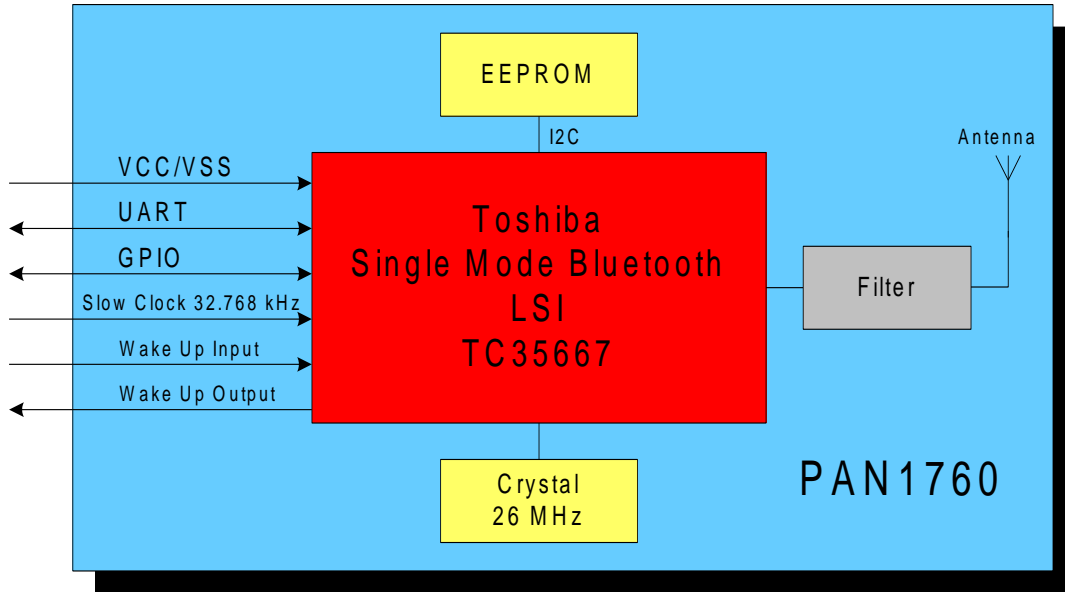 EEPROM
I2C
Antenna
VCC/VSS
UART
GPIO
Slow Clock 32.768 kHz
Wake Up Input
Wake Up Output
Toshiba
Single Mode Bluetooth
LSI
TC35667
Filter
Crystal
26 MHz
PAN1760